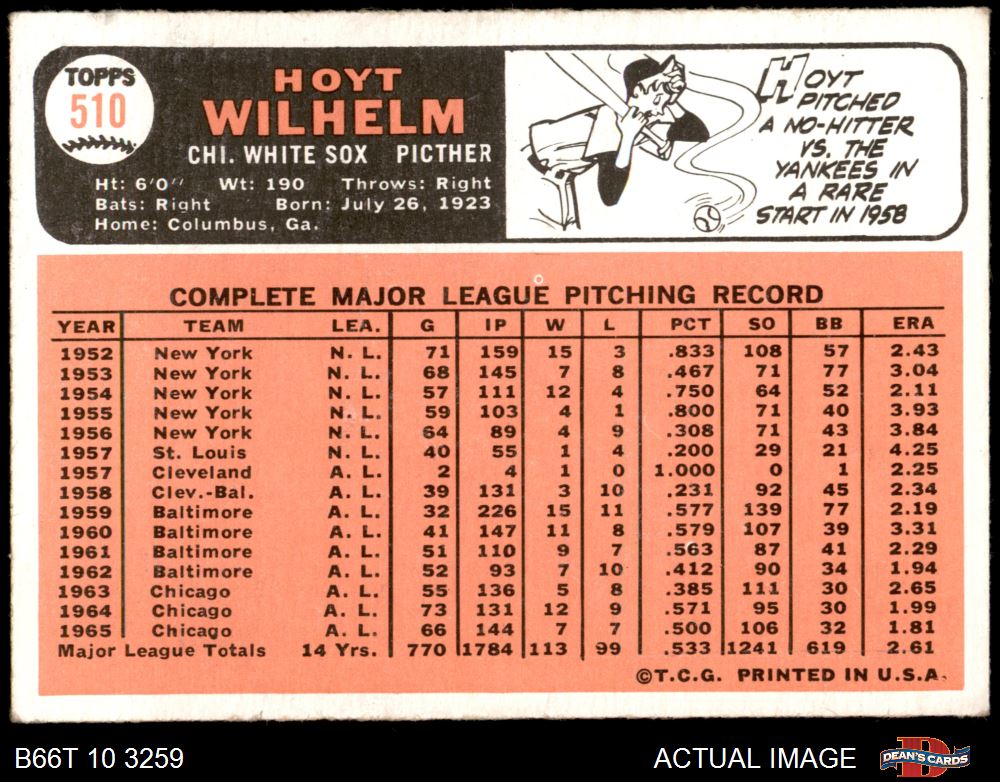 TOPPS
510
HOYT
WILHELM
CHI. WHITE SOX PICTHER
Ht: 6'0" Wt: 190 Throws: Right
Bats: Right Born: July 26, 1923
Home: Columbus, Ga.
HOYT
PITCHED
A NO-HITTER
VS. THE
YANKEES IN
A RARE
START IN 1958
COMPLETE MAJOR LEAGUE PITCHING RECORD
YEAR TEAM LEA. G IP W L PCT SO BB ERA
1952 New York N. L. 71 159 15 3 .833 108 57 2.43
1953 New York N. L. 68 145 7 8 .467 71 77 3.04
1954 New York N. L. 57 111 12 4 .750 64 52 2.11
1955 New York N. L. 59 103 4 1 .800 71 40 3.93
1956 New York N. L. 64 89 4 9 .308 71 43 3.84
1957 St. Louis N. L. 40 55 1 4 .200 29 21 4.25
1957 Cleveland A. L. 2 4 1 0 1.000 0 1 2.25
1958 Clev.-Bal. A. L. 39 131 3 10 .231 92 45 2.34
1959 Baltimore A. L. 32 226 15 11 .577 139 77 2.19
1960 Baltimore A. L. 41 147 11 8 .579 107 39 3.31
1961 Baltimore A. L. 51 110 9 7 .563 87 41 2.29
1962 Baltimore A. L. 52 93 7 10 .412 90 34 1.94
1963 Chicago A. L. 55 136 5 8 .385 111 30 2.65
1964 Chicago A. L. 73 131 12 9 .571 95 30 1.99
1965 Chicago A. L. 66 144 7 7 .500 106 32 1.81
Major League Totals 14 Yrs. 770 1784 113 99 .533 1241 619 2.61
©T.C.G. PRINTED IN U.S.A.
B66T 10 3259 ACTUAL IMAGE DEAN'S CARDS